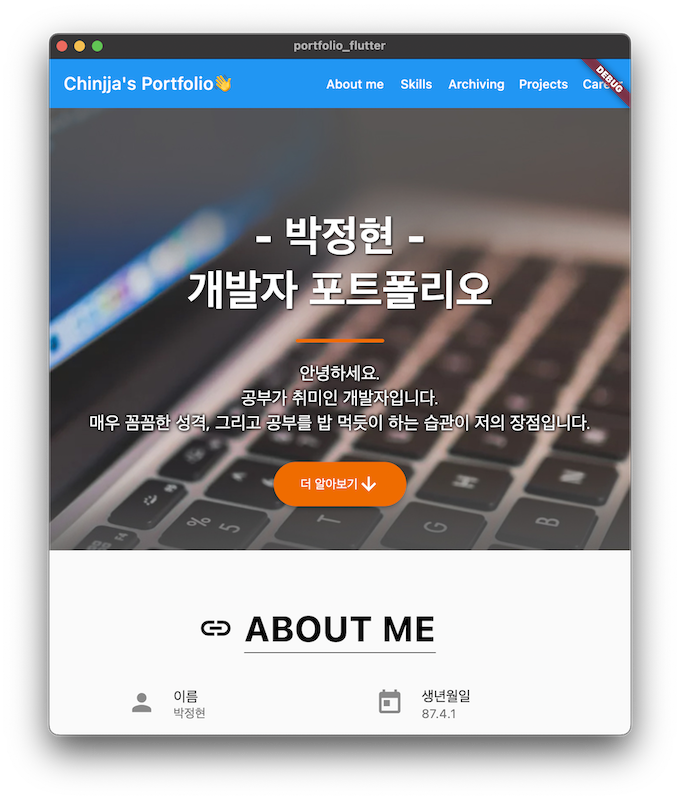 portfolio_flutter
Chinjja's Portfolio👋
About me Skills Archiving Projects
DEBUG
- 박정현 -
개발자 포트폴리오
안녕하세요.
공부가 취미인 개발자입니다.
매우 꼼꼼한 성격, 그리고 공부를 밥 먹듯이 하는 습관이 저의 장점입니다.
더 알아보기
ABOUT ME
이름
박정현
생년월일
87.4.1